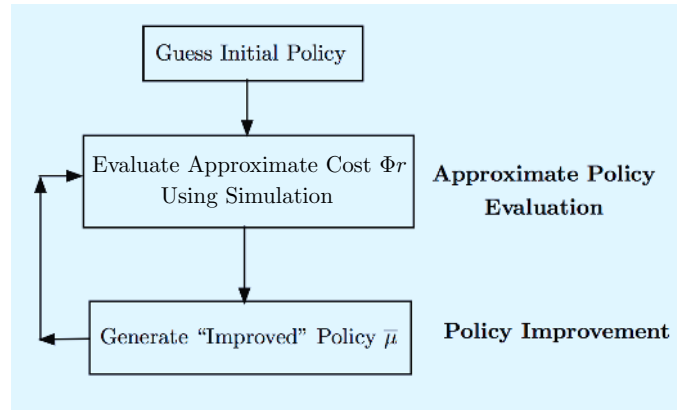 Guess Initial Policy
Evaluate Approximate Cost Φr
Using Simulation
Approximate Policy
Evaluation
Generate “Improved” Policy μ̅
Policy Improvement